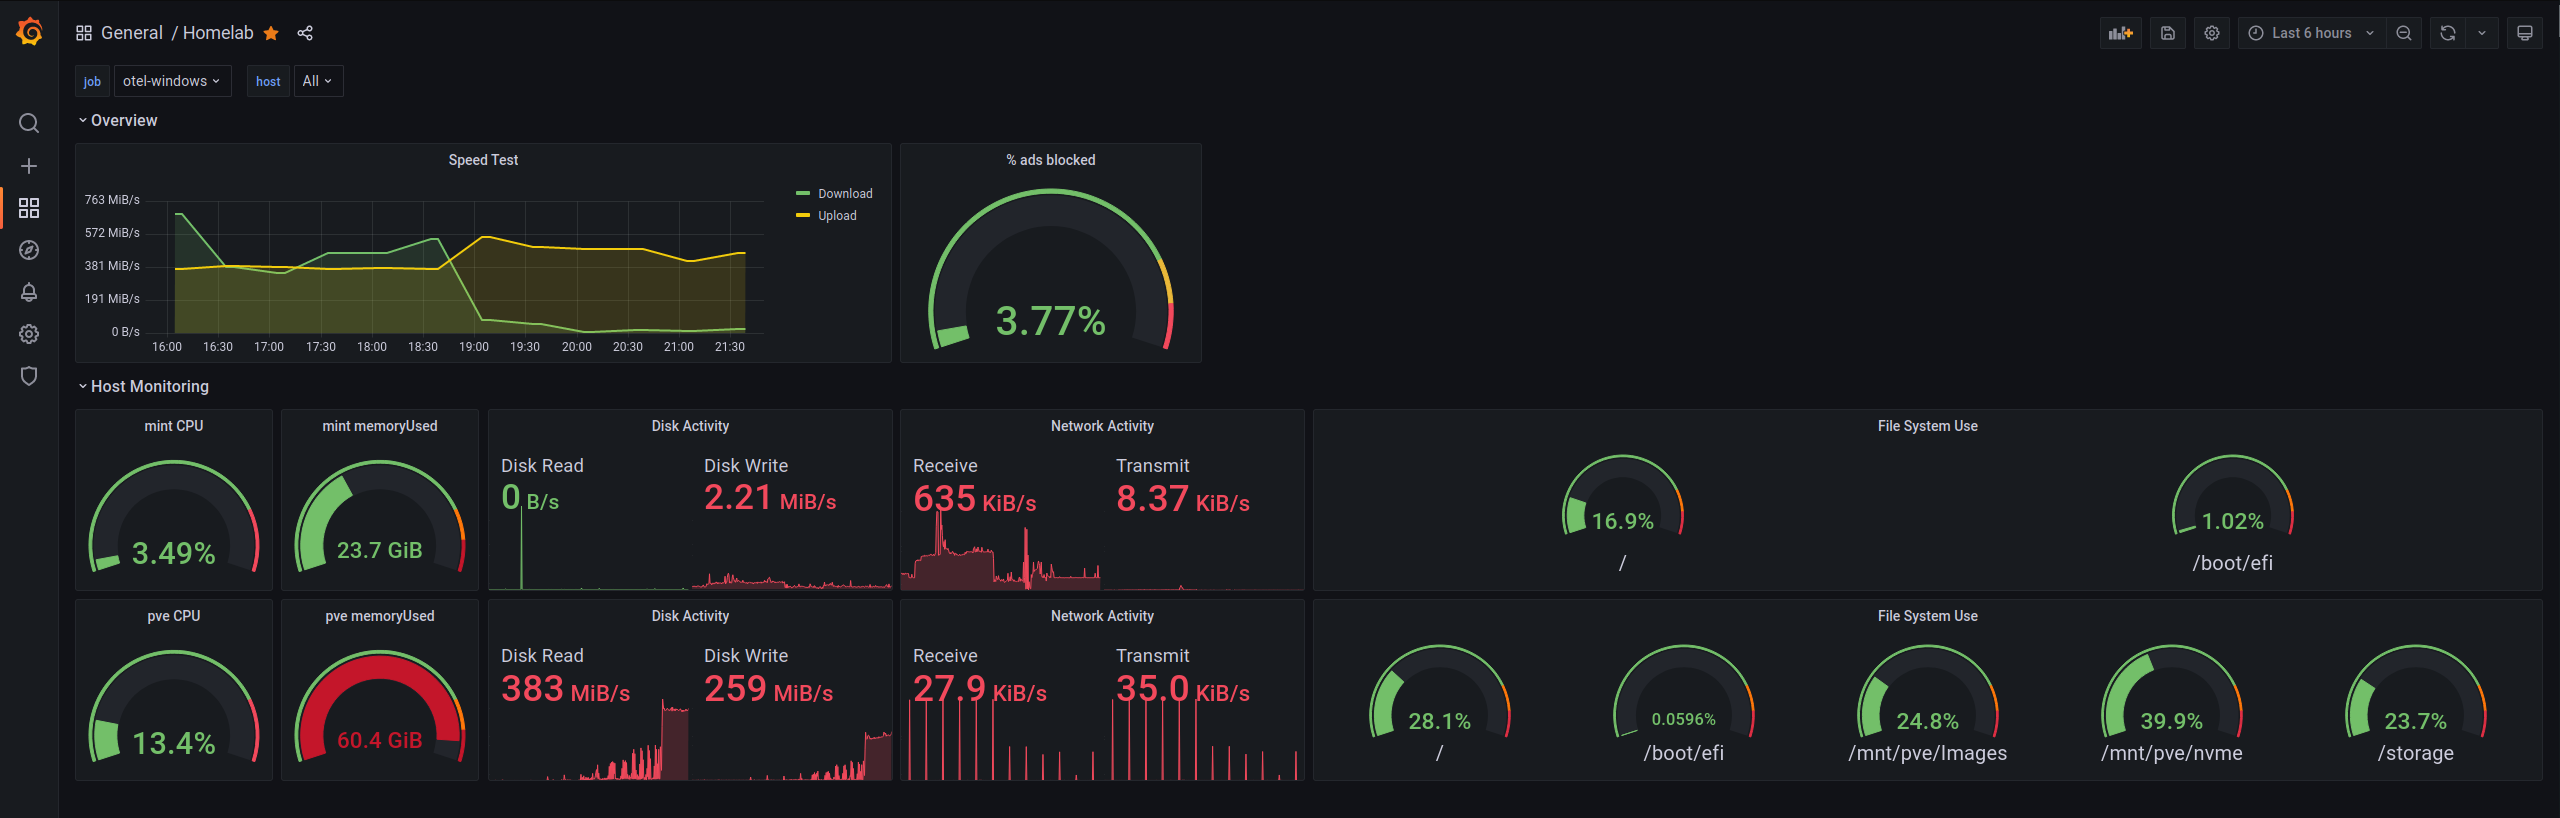 General / Homelab
Last 6 hours
job otel-windows host All
Overview
Speed Test
763 MiB/s
572 MiB/s
381 MiB/s
191 MiB/s
0 B/s
16:00 16:30 17:00 17:30 18:00 18:30 19:00 19:30 20:00 20:30 21:00 21:30
Download
Upload
% ads blocked
3.77%
Host Monitoring
mint CPU
3.49%
mint memoryUsed
23.7 GiB
Disk Activity
Disk Read
0 B/s
Disk Write
2.21 MiB/s
Network Activity
Receive
635 KiB/s
Transmit
8.37 KiB/s
File System Use
16.9%
/
1.02%
/boot/efi
pve CPU
13.4%
pve memoryUsed
60.4 GiB
Disk Activity
Disk Read
383 MiB/s
Disk Write
259 MiB/s
Network Activity
Receive
27.9 KiB/s
Transmit
35.0 KiB/s
File System Use
28.1%
/
0.0596%
/boot/efi
24.8%
/mnt/pve/Images
39.9%
/mnt/pve/nvme
23.7%
/storage